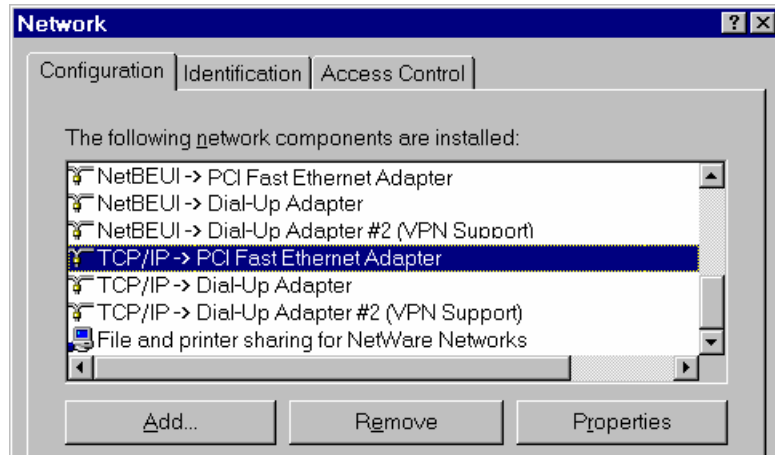 Network
Configuration Identification Access Control
The following network components are installed:
NetBEUI -> PCI Fast Ethernet Adapter
NetBEUI -> Dial-Up Adapter
NetBEUI -> Dial-Up Adapter #2 (VPN Support)
TCP/IP -> PCI Fast Ethernet Adapter
TCP/IP -> Dial-Up Adapter
TCP/IP -> Dial-Up Adapter #2 (VPN Support)
File and printer sharing for NetWare Networks
Add... Remove Properties